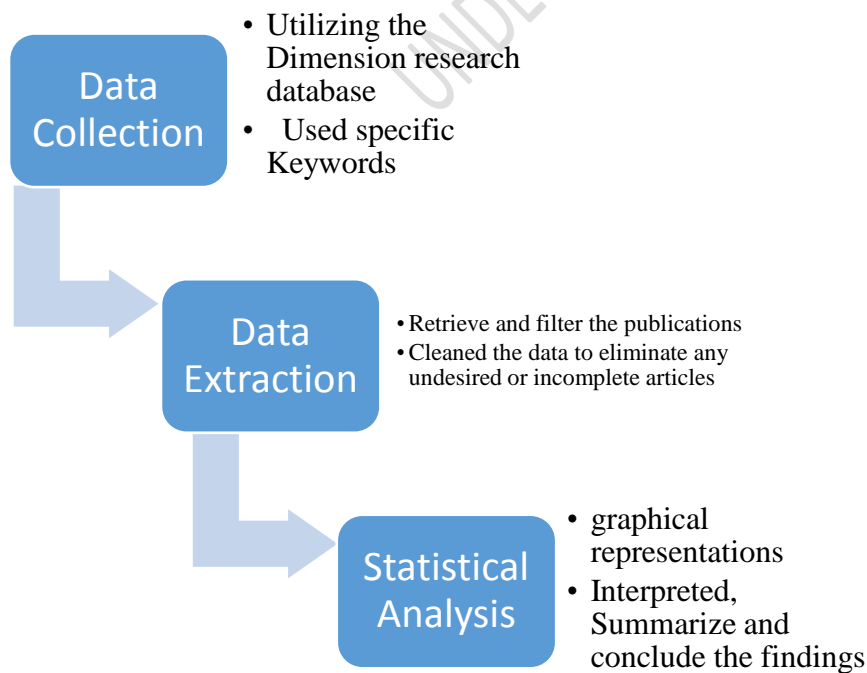 UNDE
Data
Collection
• Utilizing the
Dimension research
database
• Used specific
Keywords
Data
Extraction
• Retrieve and filter the publications
• Cleaned the data to eliminate any
undesired or incomplete articles
Statistical
Analysis
• graphical
representations
• Interpreted,
Summarize and
conclude the findings